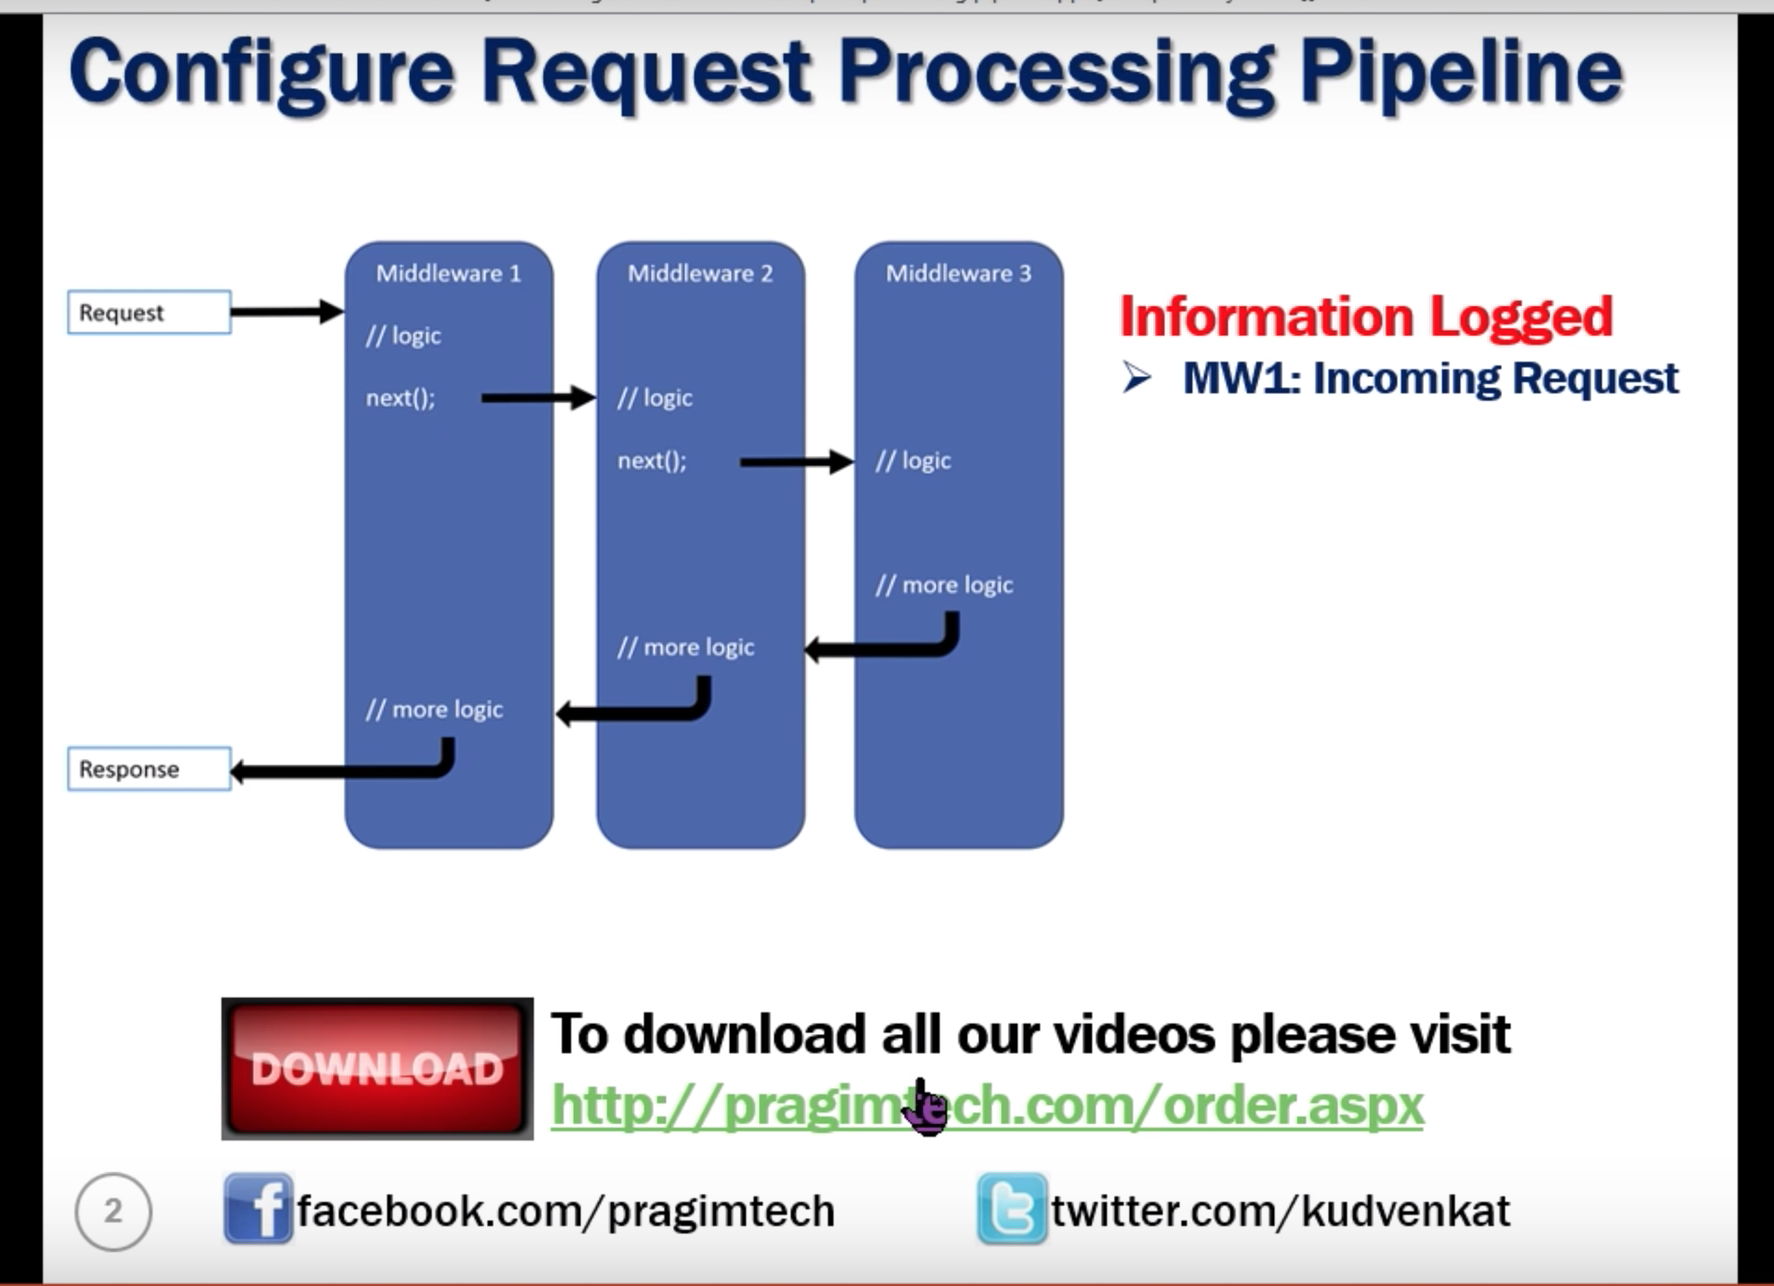 Configure Request Processing Pipeline
Middleware 1
Middleware 2
Middleware 3
Request
// logic
next();
// logic
next();
// logic
// more logic
// more logic
// more logic
Response
Information Logged
MW1: Incoming Request
DOWNLOAD
To download all our videos please visit
http://pragimtech.com/order.aspx
2
facebook.com/pragimtech
twitter.com/kudvenkat